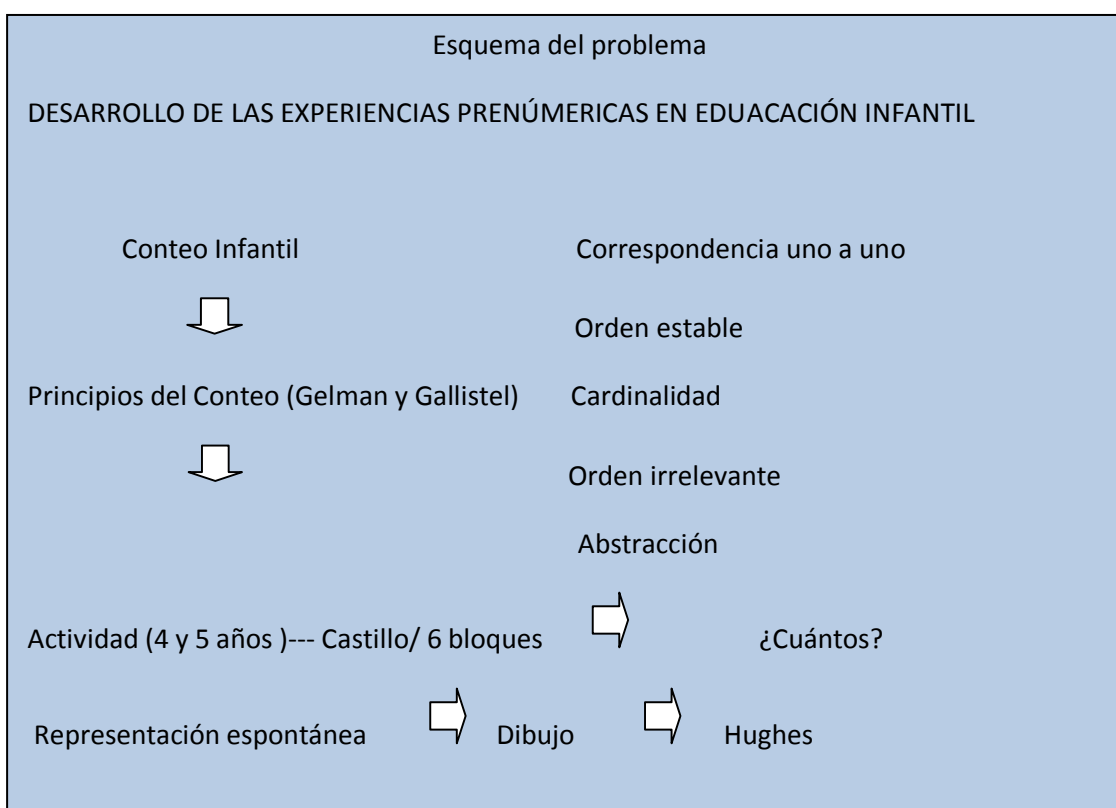 Esquema del problema
DESARROLLO DE LAS EXPERIENCIAS PRENÚMERICAS EN EDUACACIÓN INFANTIL
Conteo Infantil
Correspondencia uno a uno
Orden estable
Principios del Conteo (Gelman y Gallistel)
Cardinalidad
Orden irrelevante
Abstracción
Actividad (4 y 5 años )--- Castillo/ 6 bloques
¿Cuántos?
Representación espontánea
Dibujo
Hughes